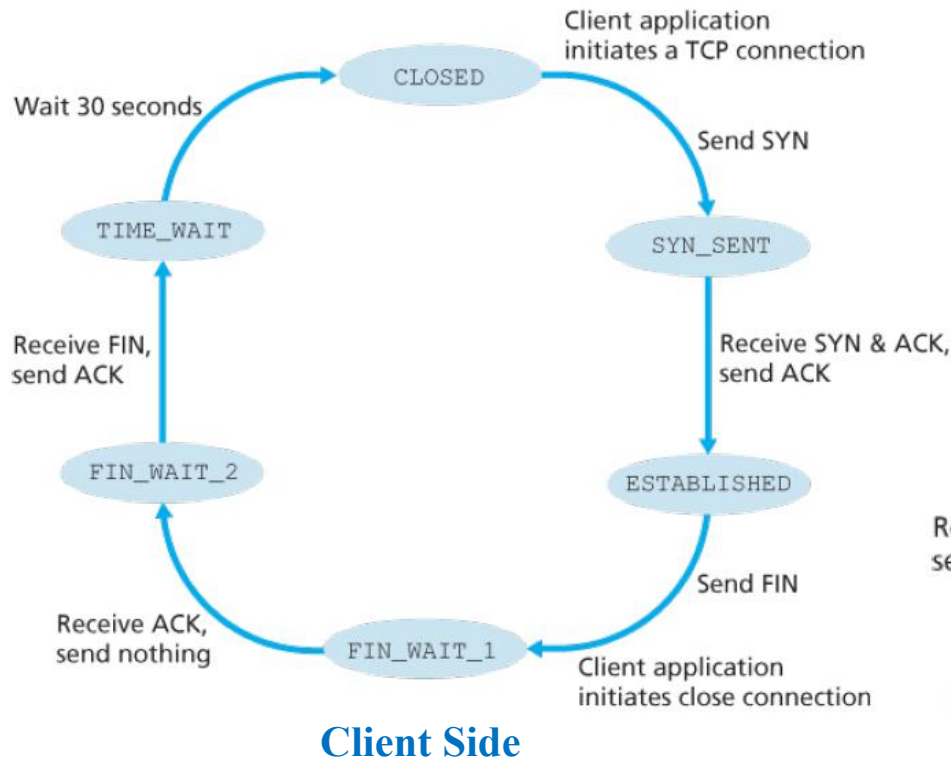 Client application
initiates a TCP connection
CLOSED
Wait 30 seconds
Send SYN
TIME_WAIT
SYN_SENT
Receive FIN,
send ACK
Receive SYN & ACK,
send ACK
FIN_WAIT_2
ESTABLISHED
Send FIN
Receive ACK,
send nothing
FIN_WAIT_1
Client application
initiates close connection
Client Side